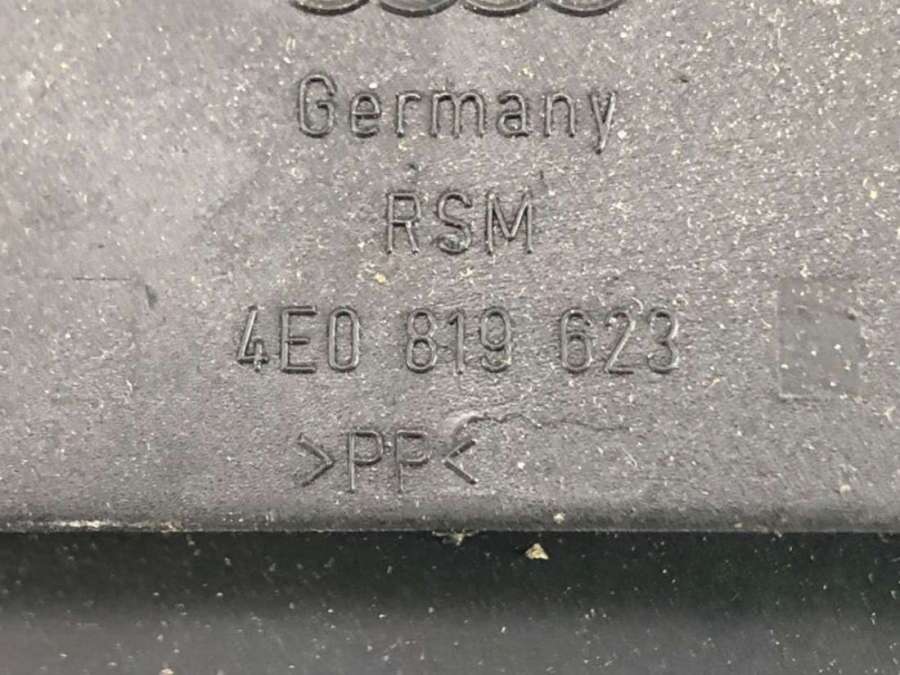 Germany
RSM
4E0 819 623
>PP<